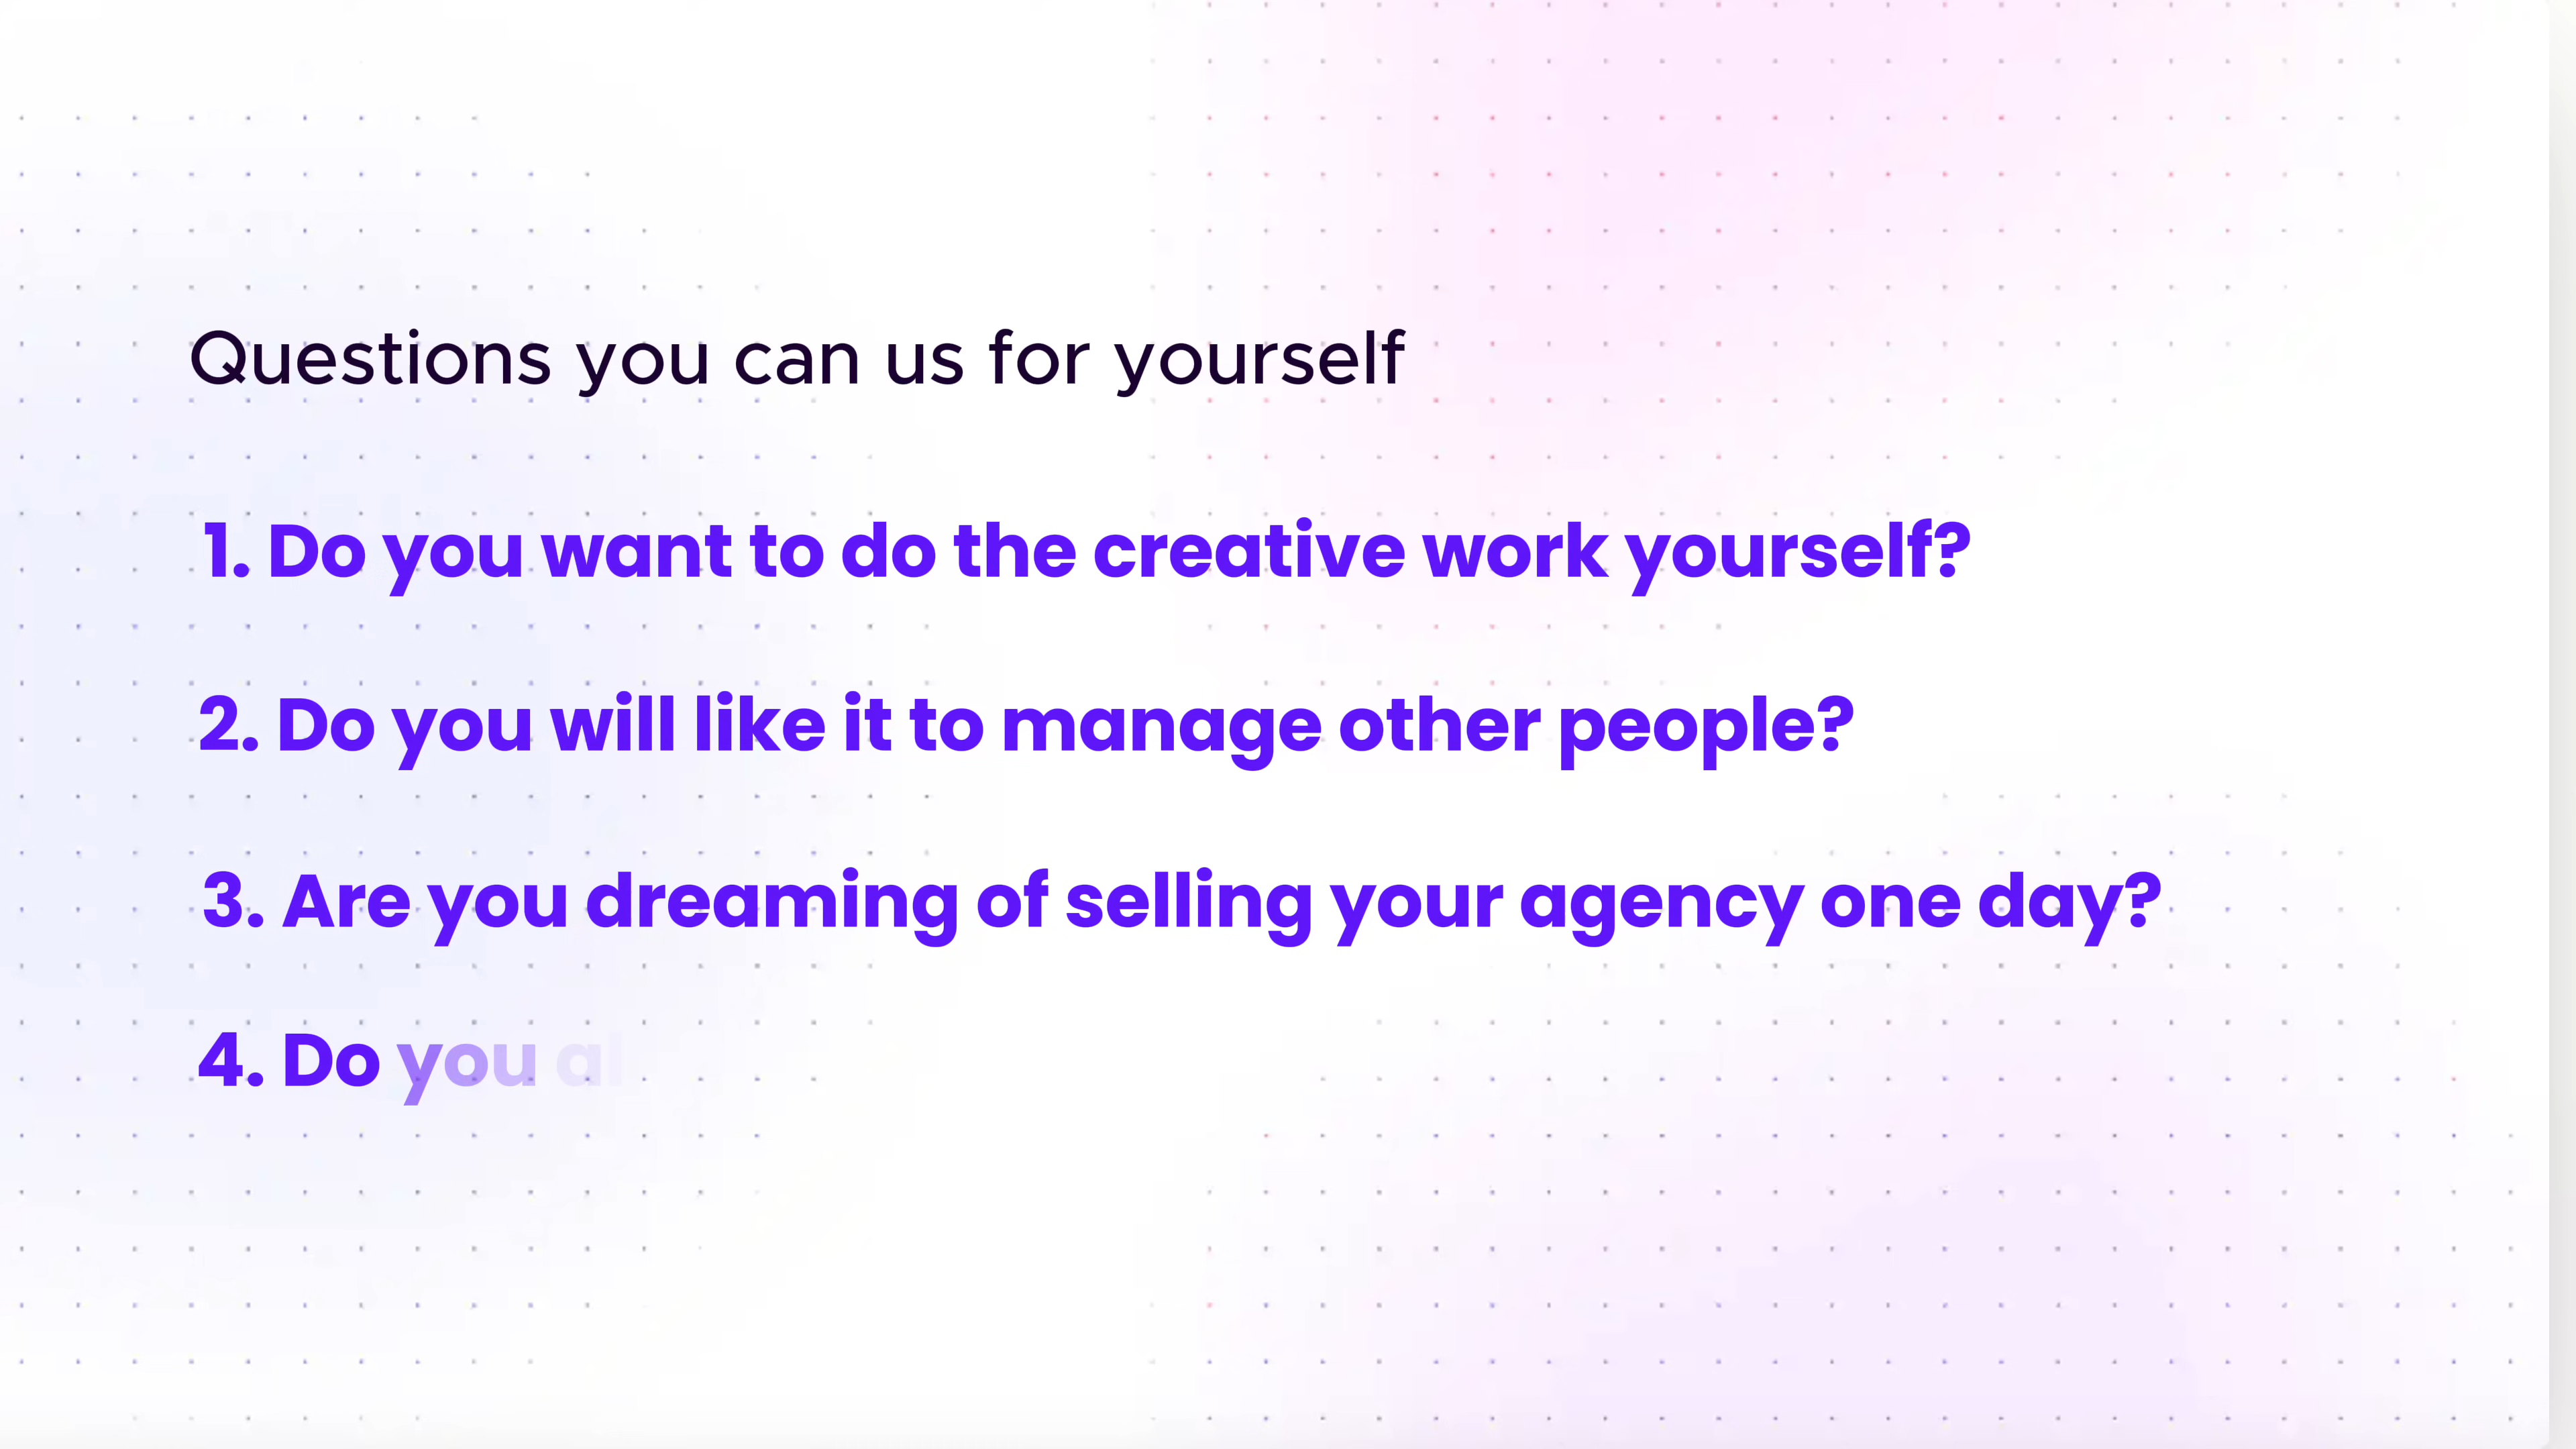 Questions you can us for yourself
1. Do you want to do the creative work yourself?
2. Do you will like it to manage other people?
3. Are you dreaming of selling your agency one day?
4. Do you